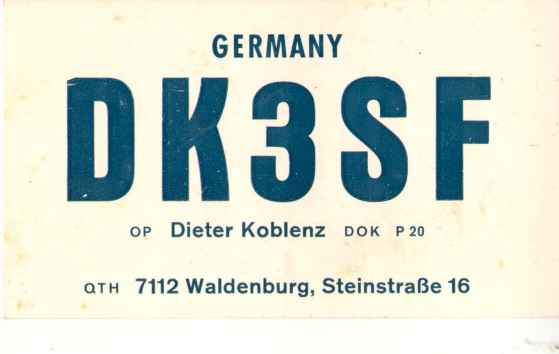 GERMANY
DK3SF
OP Dieter Koblenz DOK P 20
QTH 7112 Waldenburg, Steinstraße 16